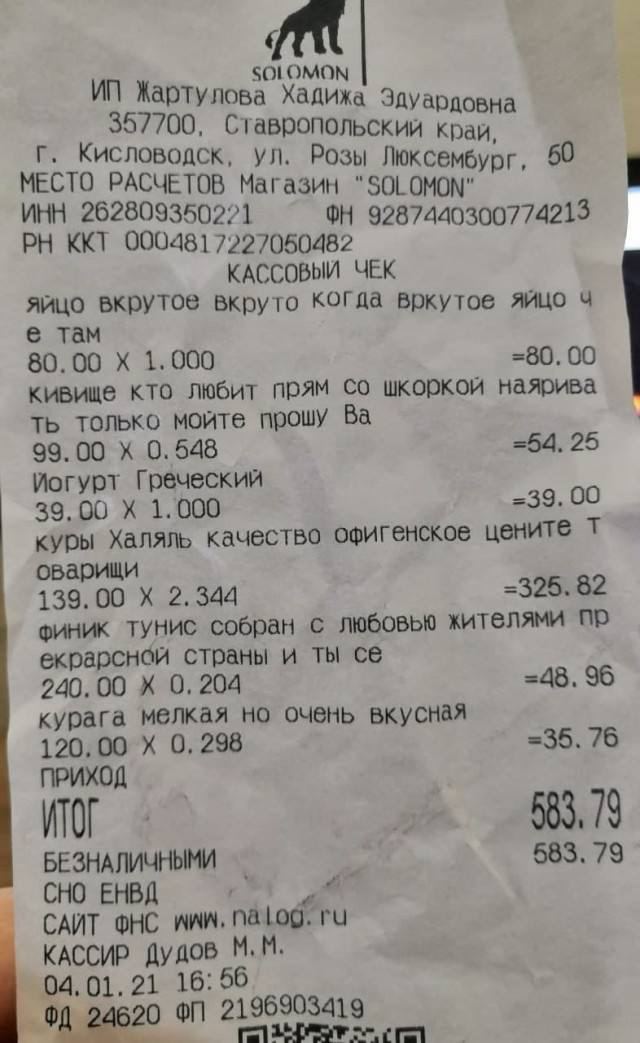 SOLOMON
ИП Жартулова Хадижа Эдуардовна
357700, Ставропольский край,
г. Кисловодск, ул. Розы Люксембург, 50
МЕСТО РАСЧЕТОВ Магазин "SOLOMON"
ИНН 262809350221 ФН 9287440300774213
РН ККТ 0004817227050482
КАССОВЫЙ ЧЕК
яйцо вкрутое вкруто когда вркутое яйцо ч
е там
80.00 X 1.000 =80.00
кивище кто любит прям со шкоркой наярива
ть только мойте прошу Ва
99.00 X 0.548 =54.25
Йогурт Греческий
39.00 X 1.000 =39.00
куры Халяль качество офигенское цените т
оварищи
139.00 X 2.344 =325.82
финик тунис собран с любовью жителями пр
екрарсной страны и ты се
240.00 X 0.204 =48.96
курага мелкая но очень вкусная
120.00 X 0.298 =35.76
ПРИХОД
ИТОГ 583.79
БЕЗНАЛИЧНЫМИ 583.79
СНО ЕНВД
САЙТ ФНС www.nalog.ru
КАССИР Дудов М.М.
04.01.21 16:56
ФД 24620 ФП 2196903419